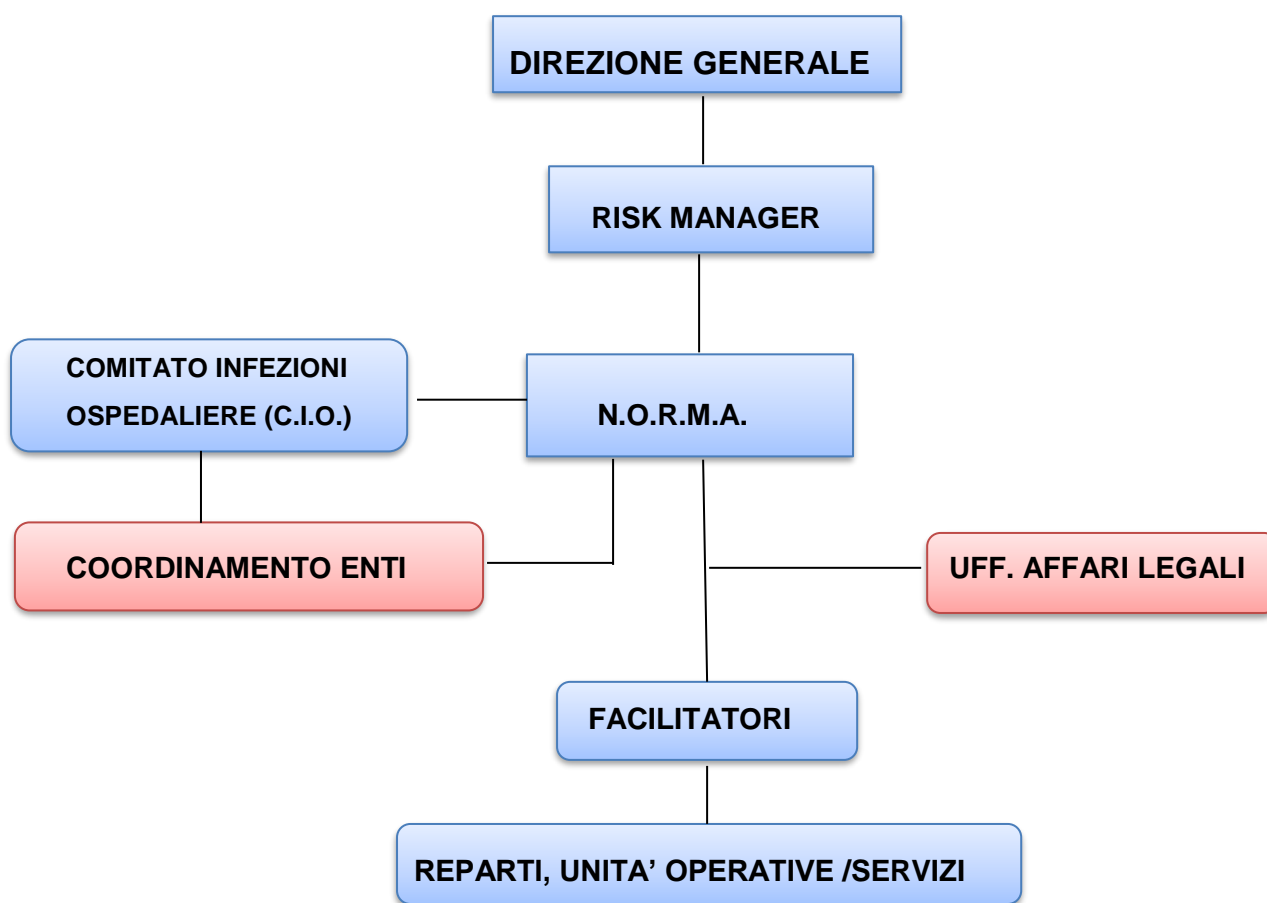 DIREZIONE GENERALE
RISK MANAGER
COMITATO INFEZIONI
OSPEDALIERE (C.I.O.)
N.O.R.M.A.
COORDINAMENTO ENTI
UFF. AFFARI LEGALI
FACILITATORI
REPARTI, UNITA’ OPERATIVE /SERVIZI